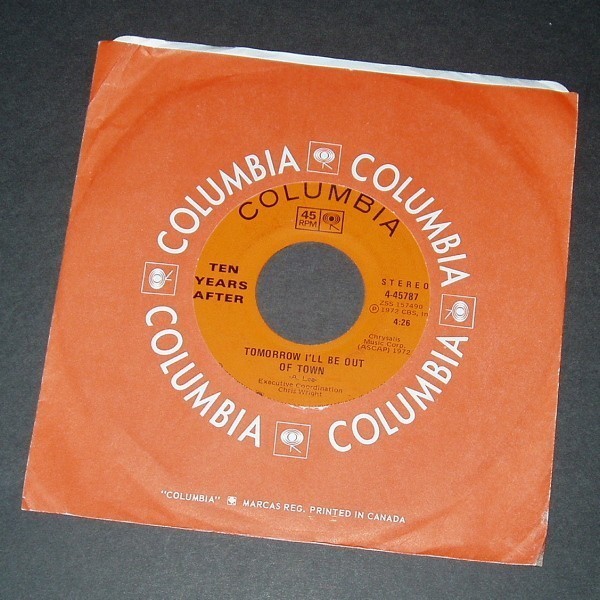 COLUMBIA COLUMBIA COLUMBIA COLUMBIA COLUMBIA
COLUMBIA
45
RPM
TEN
YEARS
AFTER
STEREO
4-45787
ZSS 157499
Ⓟ 1972 CBS, In
4:26
Chrysalis
Music Corp.
(ASCAP) 1972
TOMORROW I'LL BE OUT
OF TOWN
-A. Lee-
Executive Coordination
Chris Wright
"COLUMBIA" MARCAS REG. PRINTED IN CANADA